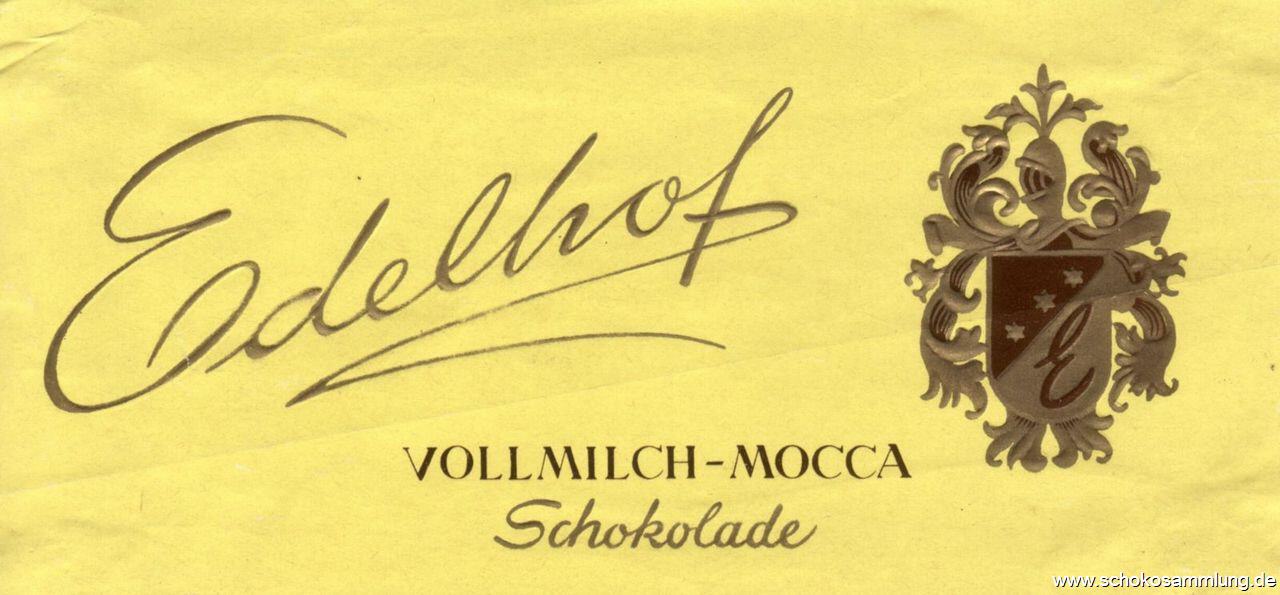 Edelhof
E
VOLLMILCH-MOCCA
Schokolade
www.schokosammlung.de